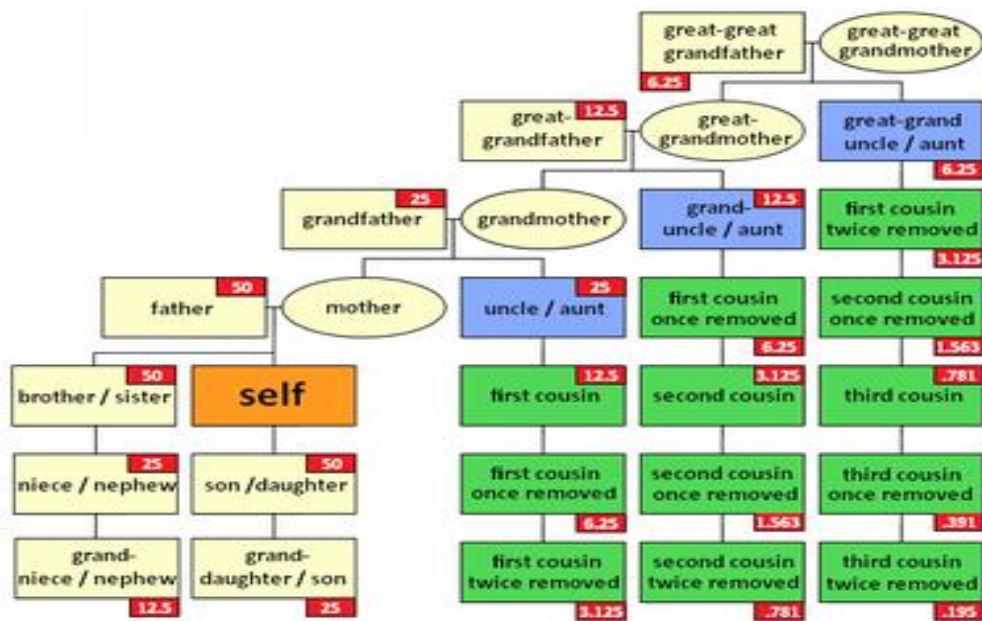 great-great
grandfather
6.25
great-great
grandmother
great-
grandfather
12.5
great-
grandmother
great-grand
uncle / aunt
6.25
grandfather
25
grandmother
grand-
uncle / aunt
12.5
first cousin
twice removed
3.125
father
50
mother
uncle / aunt
25
first cousin
once removed
6.25
second cousin
once removed
1.563
brother / sister
50
self
first cousin
12.5
second cousin
3.125
third cousin
.781
niece / nephew
25
son /daughter
50
first cousin
once removed
6.25
second cousin
once removed
1.563
third cousin
once removed
.391
grand-
niece / nephew
12.5
grand-
daughter / son
25
first cousin
twice removed
3.125
second cousin
twice removed
.781
third cousin
twice removed
.195